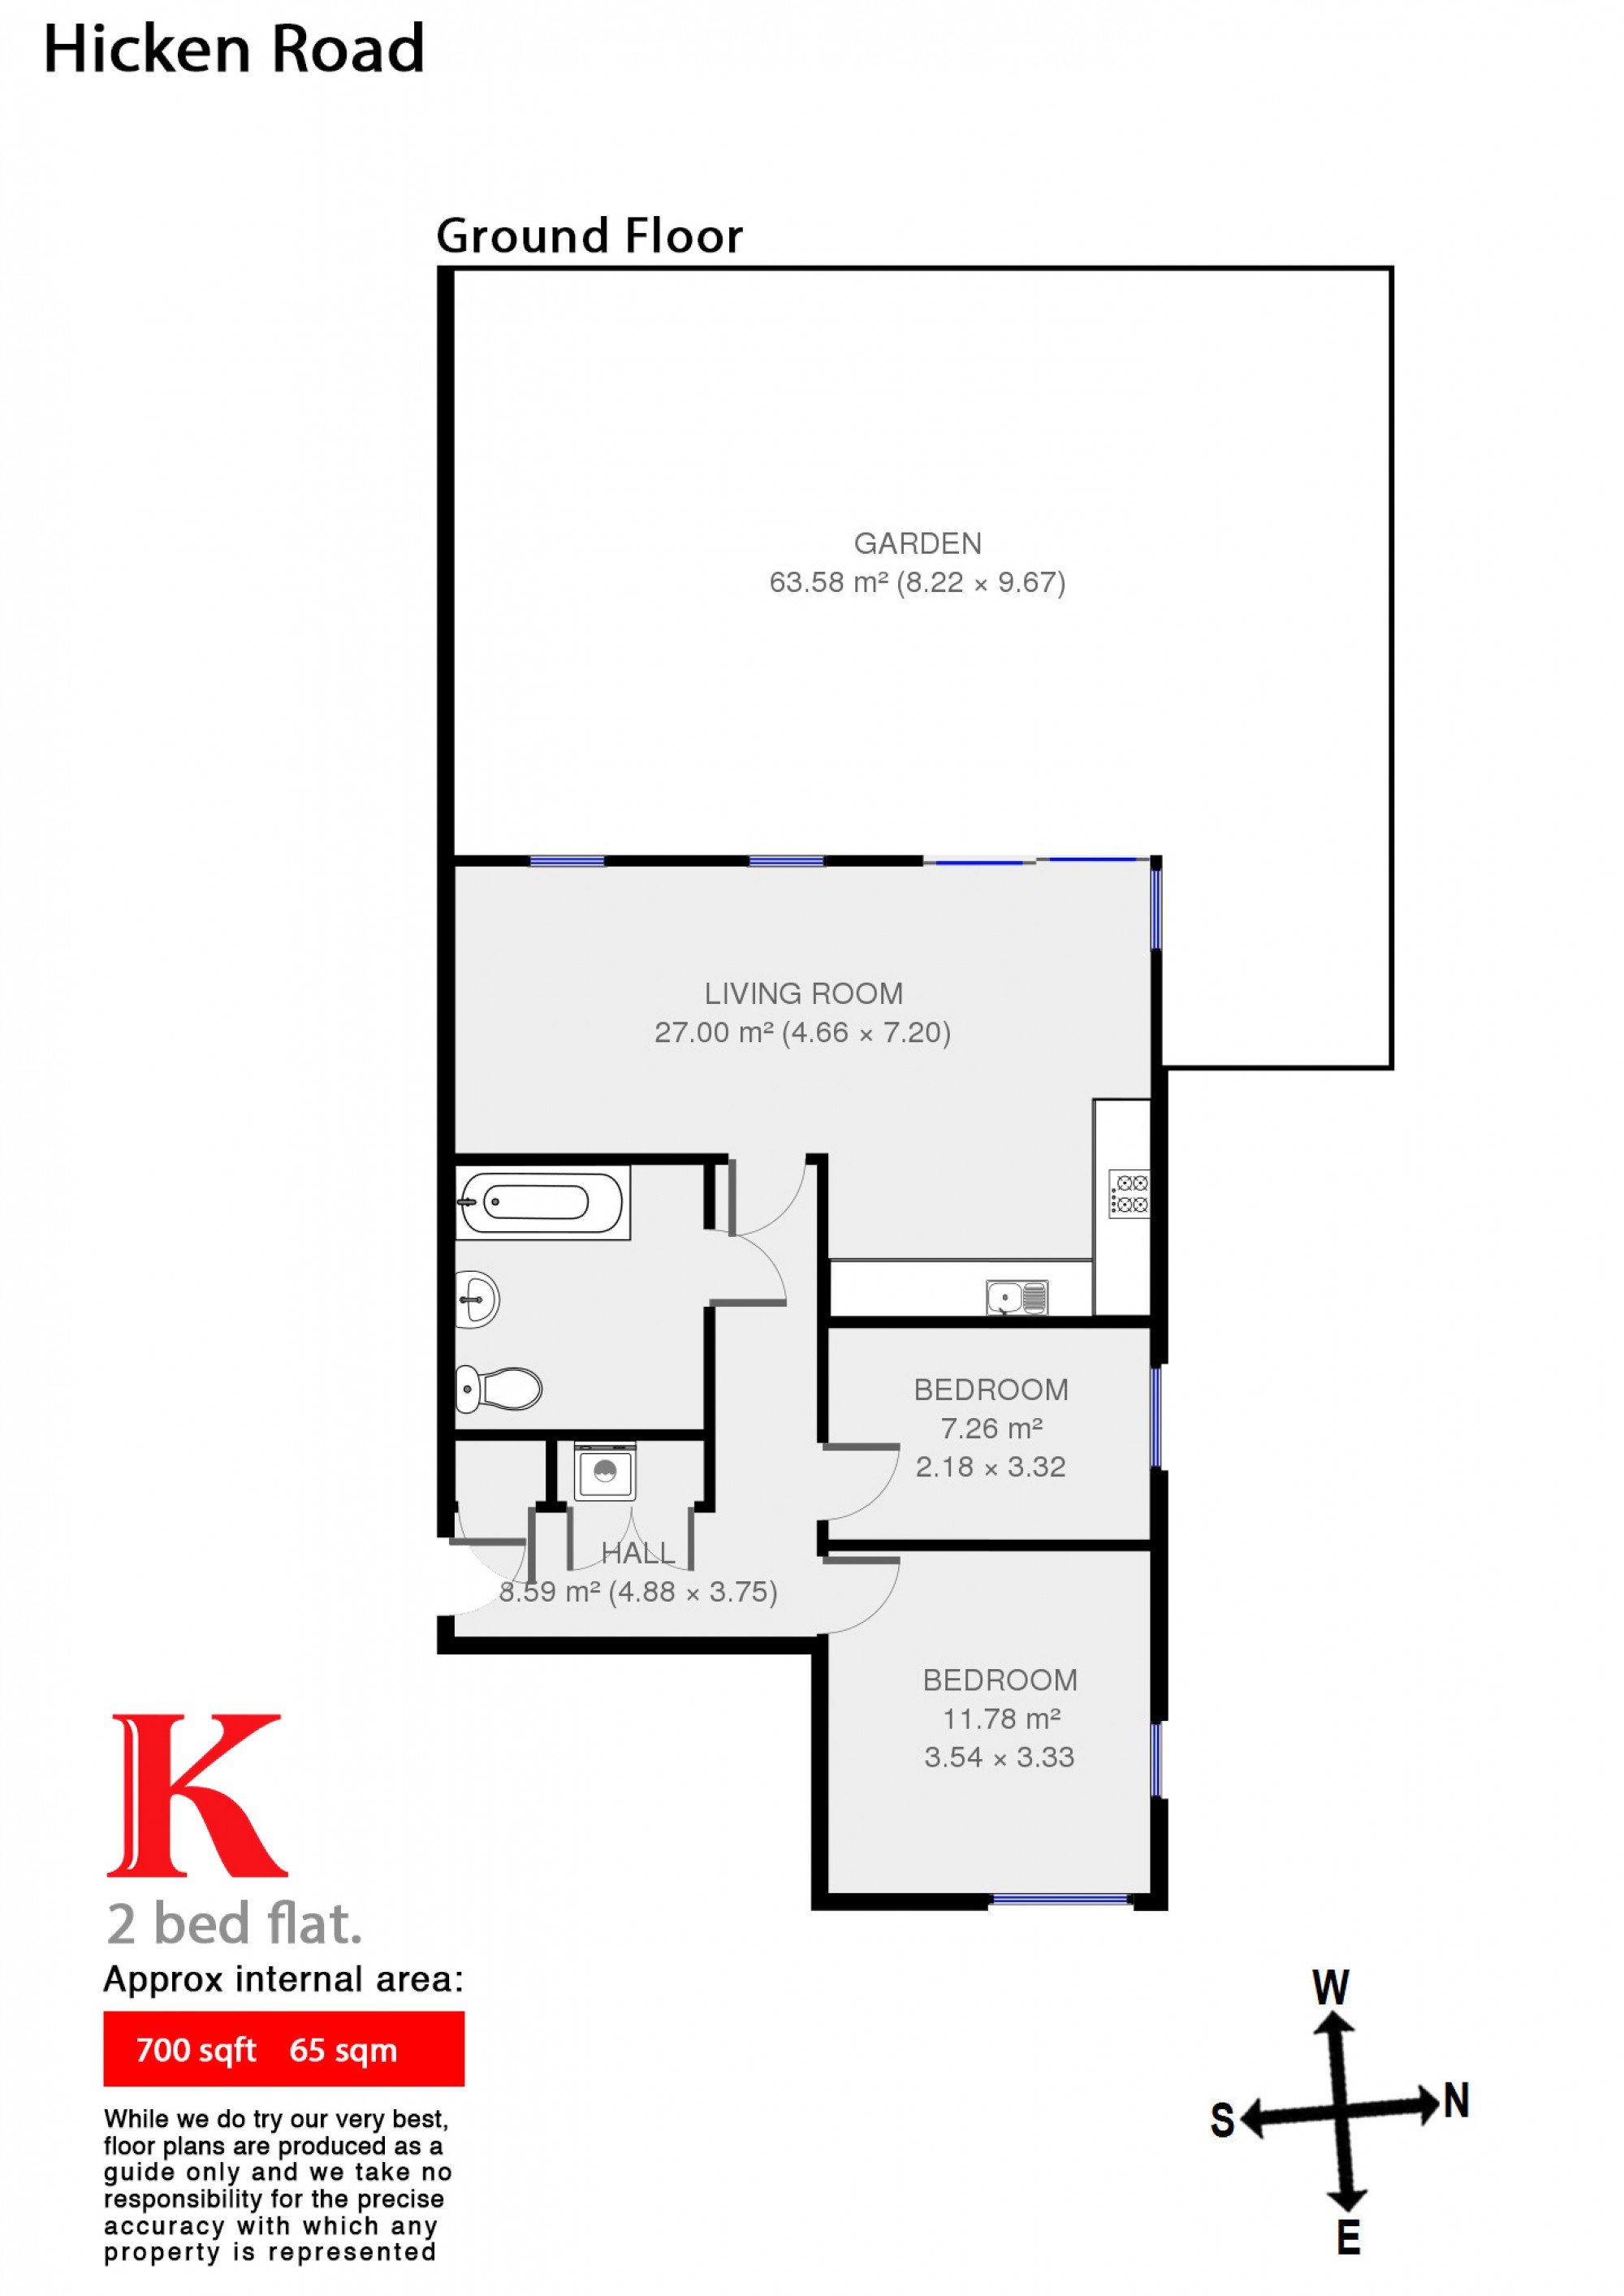 Hicken Road
Ground Floor
GARDEN
63.58 m² (8.22 × 9.67)
LIVING ROOM
27.00 m² (4.66 × 7.20)
BEDROOM
7.26 m²
2.18 × 3.32
HALL
8.59 m² (4.88 × 3.75)
BEDROOM
11.78 m²
3.54 × 3.33
K
2 bed flat.
Approx internal area:
700 sqft 65 sqm
While we do try our very best,
floor plans are produced as a
guide only and we take no
responsibility for the precise
accuracy with which any
property is represented
W
S N
E